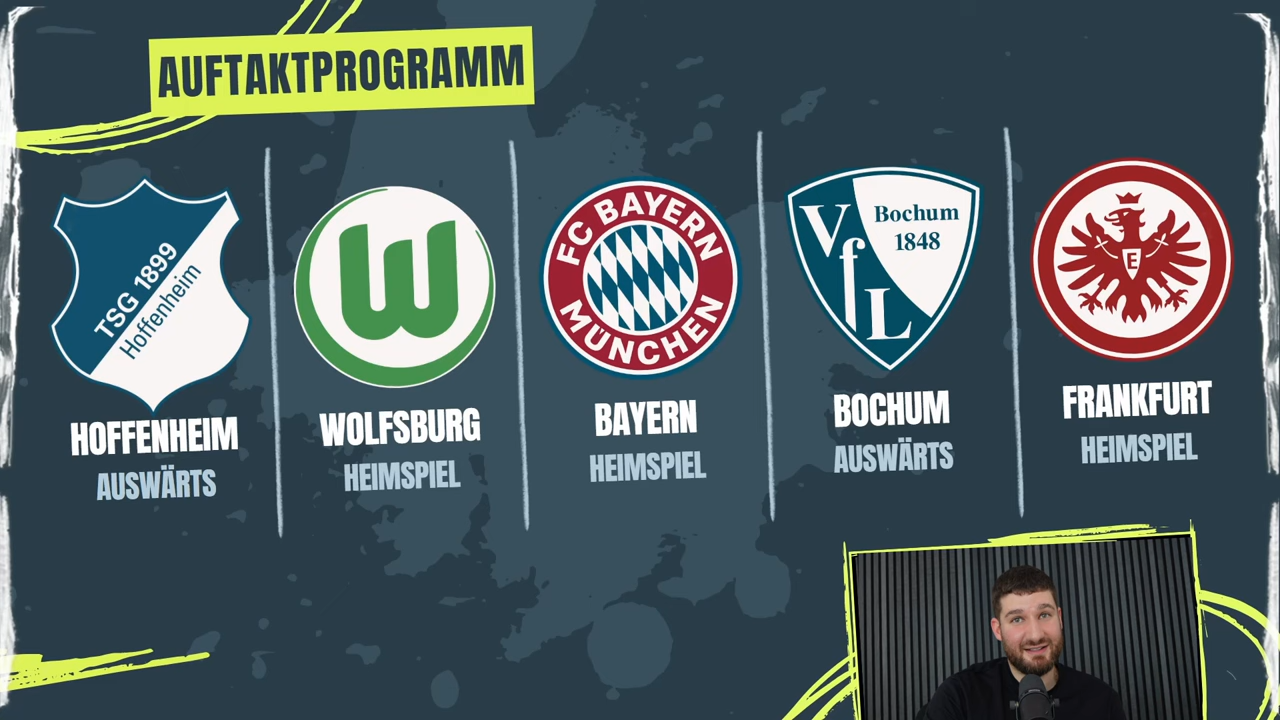 AUFTAKTPROGRAMM
TSG 1899
Hoffenheim
HOFFENHEIM
AUSWÄRTS
W
WOLFSBURG
HEIMSPIEL
FC BAYERN
MÜNCHEN
BAYERN
HEIMSPIEL
VfL
Bochum
1848
BOCHUM
AUSWÄRTS
E
FRANKFURT
HEIMSPIEL